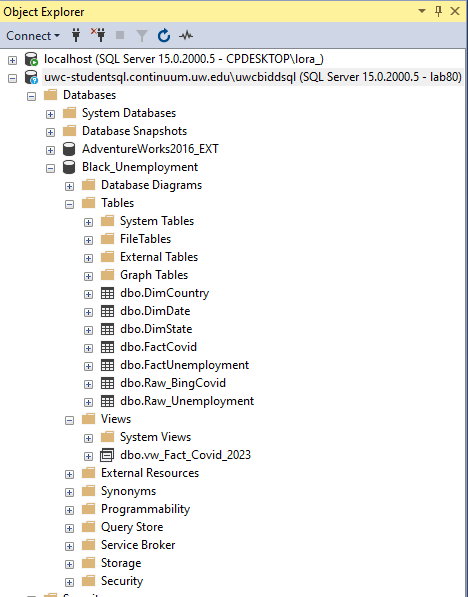 Object Explorer
Connect
localhost (SQL Server 15.0.2000.5 - CPDESKTOP\lora_)
uwc-studentsql.continuum.uw.edu\uwcbiddsql (SQL Server 15.0.2000.5 - lab80)
Databases
System Databases
Database Snapshots
AdventureWorks2016_EXT
Black_Unemployment
Database Diagrams
Tables
System Tables
FileTables
External Tables
Graph Tables
dbo.DimCountry
dbo.DimDate
dbo.DimState
dbo.FactCovid
dbo.FactUnemployment
dbo.Raw_BingCovid
dbo.Raw_Unemployment
Views
System Views
dbo.vw_Fact_Covid_2023
External Resources
Synonyms
Programmability
Query Store
Service Broker
Storage
Security